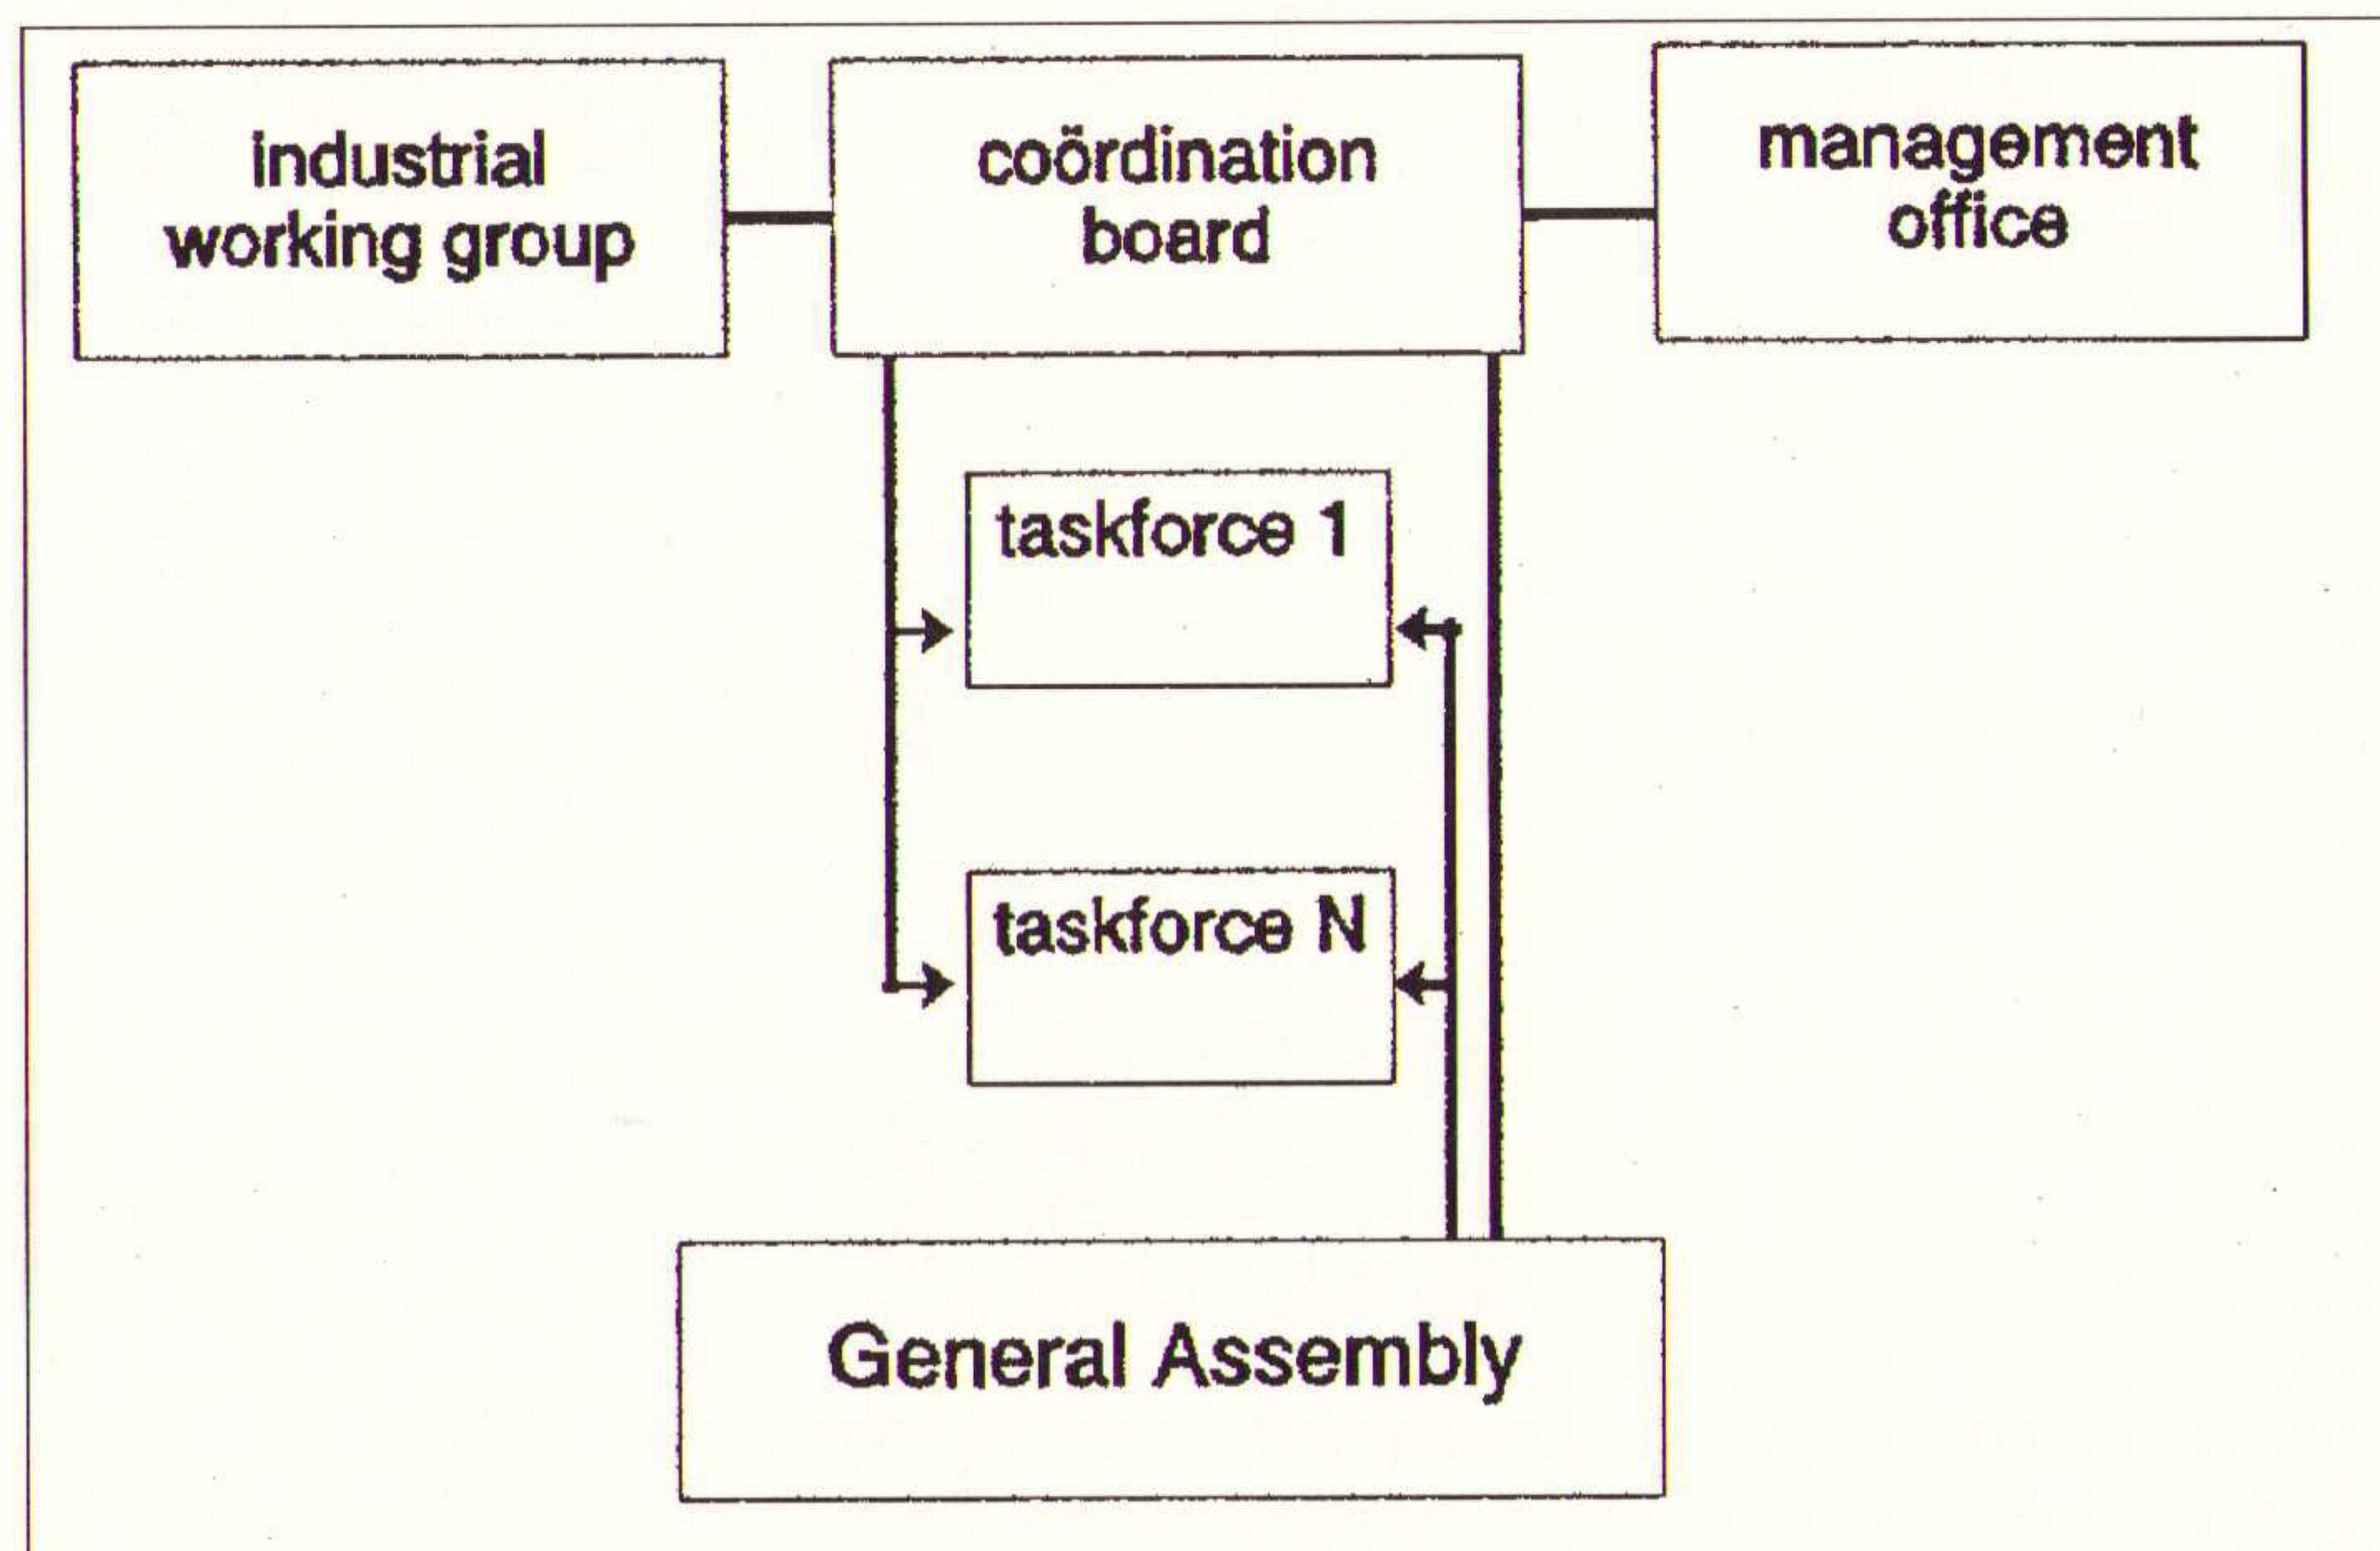 industrial
working group
coördination
board
management
office
taskforce 1
taskforce N
General Assembly